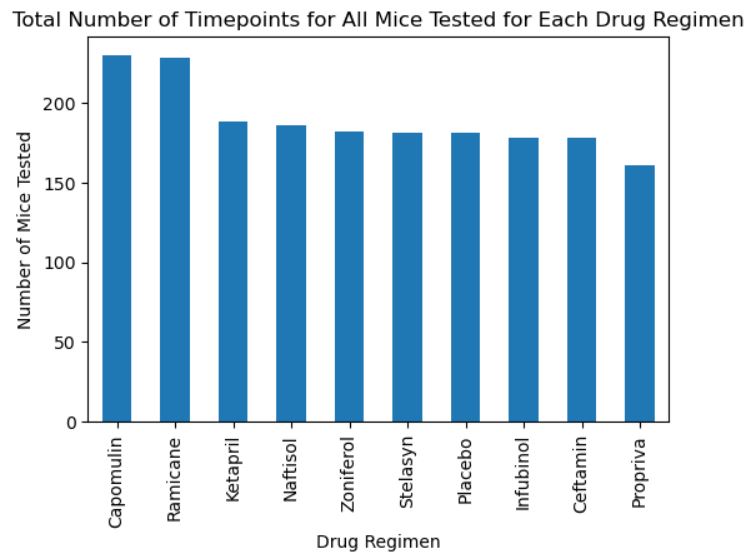 Total Number of Timepoints for All Mice Tested for Each Drug Regimen
Number of Mice Tested
200
150
100
50
0
Capomulin
Ramicane
Ketapril
Naftisol
Zoniferol
Stelasyn
Placebo
Infubinol
Ceftamin
Propriva
Drug Regimen